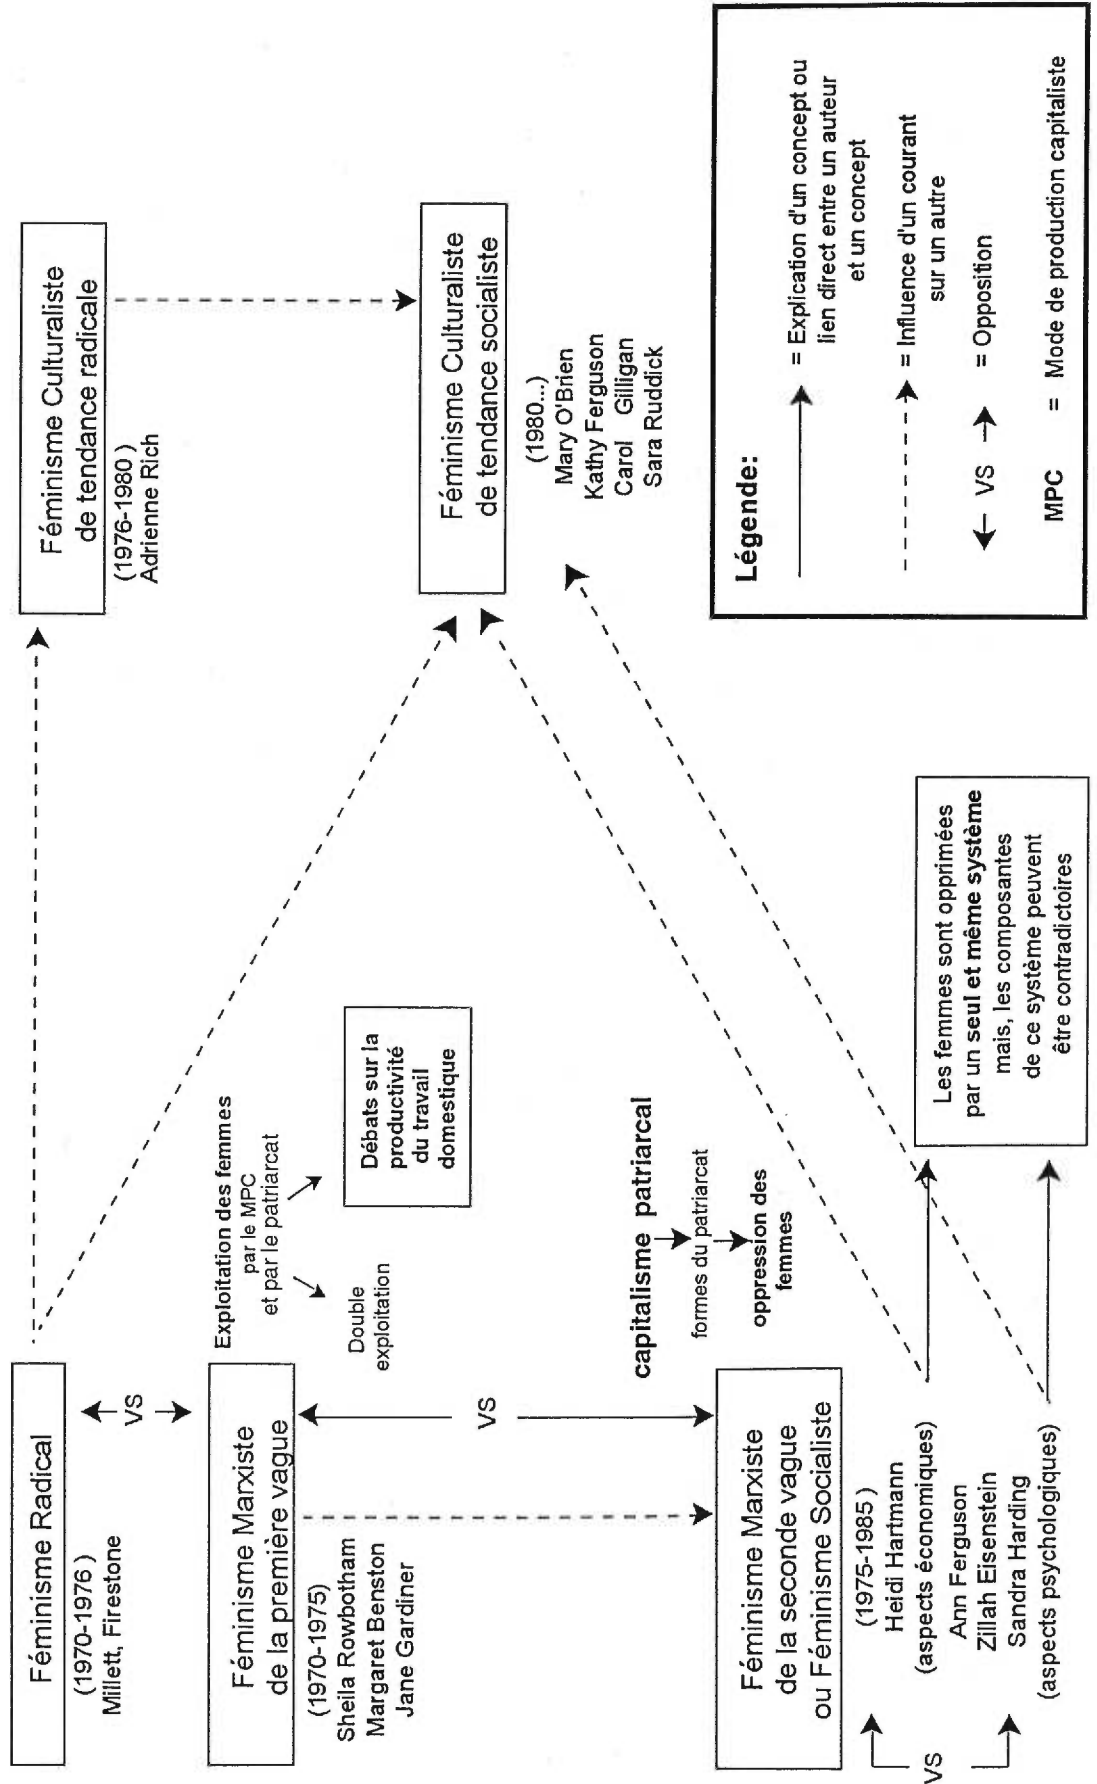 Féminisme Radical
(1970-1976)
Millett, Firestone
VS
Féminisme Marxiste
de la première vague
(1970-1975)
Sheila Rowbotham
Margaret Benston
Jane Gardiner
Exploitation des femmes
par le MPC
et par le patriarcat
Double
exploitation
Débats sur la
productivité
du travail
domestique
VS
Féminisme Marxiste
de la seconde vague
ou Féminisme Socialiste
(1975-1985)
Heidi Hartmann
(aspects économiques)
Ann Ferguson
Zillah Eisenstein
Sandra Harding
(aspects psychologiques)
VS
capitalisme patriarcal
formes du patriarcat
oppression des
femmes
Les femmes sont opprimées
par un seul et même système
mais, les composantes
de ce système peuvent
être contradictoires
Féminisme Culturaliste
de tendance radicale
(1976-1980)
Adrienne Rich
Féminisme Culturaliste
de tendance socialiste
(1980...)
Mary O'Brien
Kathy Ferguson
Carol Gilligan
Sara Ruddick
Légende:
= Explication d'un concept ou
lien direct entre un auteur
et un concept
= Influence d'un courant
sur un autre
VS = Opposition
MPC = Mode de production capitaliste